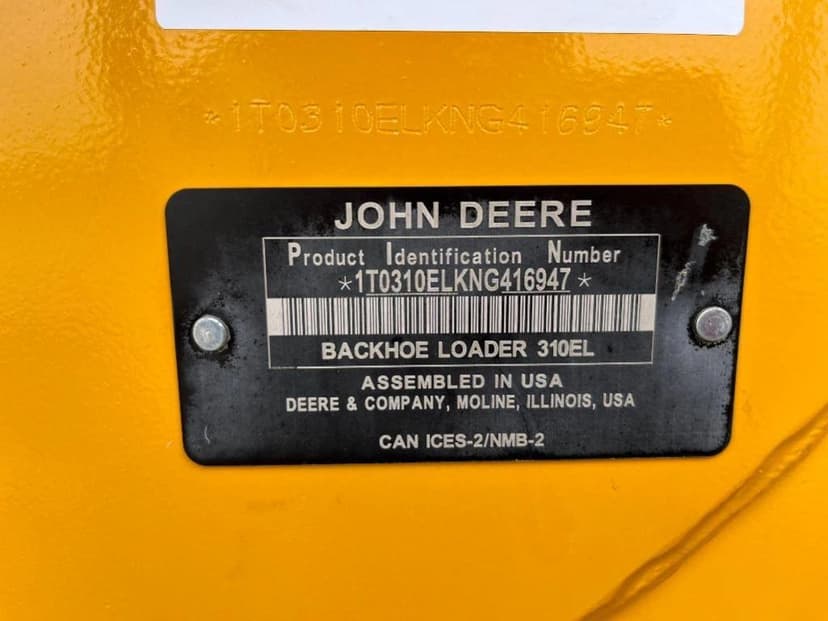 *1T0310ELKNG416947*
JOHN DEERE
Product Identification Number
*1T0310ELKNG416947*
BACKHOE LOADER 310EL
ASSEMBLED IN USA
DEERE & COMPANY, MOLINE, ILLINOIS, USA
CAN ICES-2/NMB-2